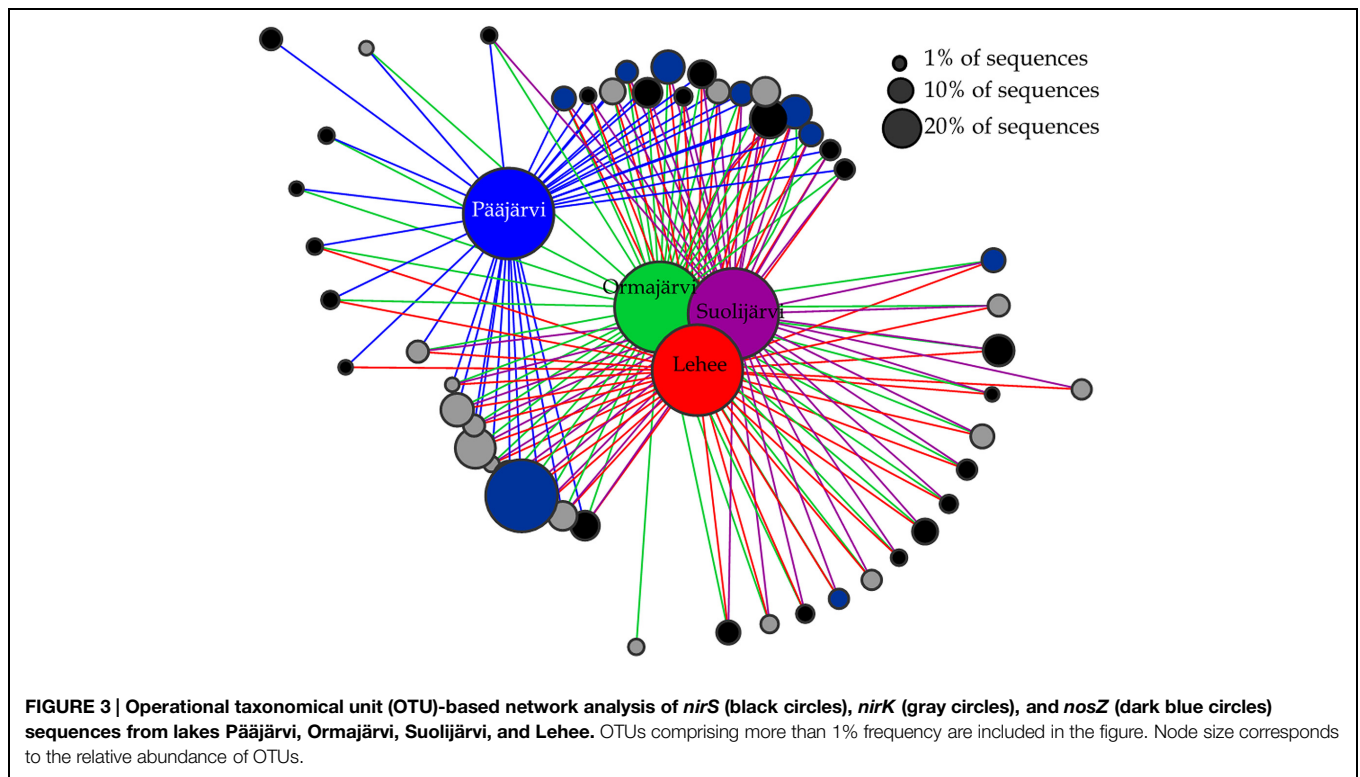 1% of sequences
10% of sequences
20% of sequences
Pääjärvi
Ormajärvi
Suolijärvi
Lehee
FIGURE 3 | Operational taxonomical unit (OTU)-based network analysis of nirS (black circles), nirK (gray circles), and nosZ (dark blue circles)
sequences from lakes Pääjärvi, Ormajärvi, Suolijärvi, and Lehee. OTUs comprising more than 1% frequency are included in the figure. Node size corresponds
to the relative abundance of OTUs.